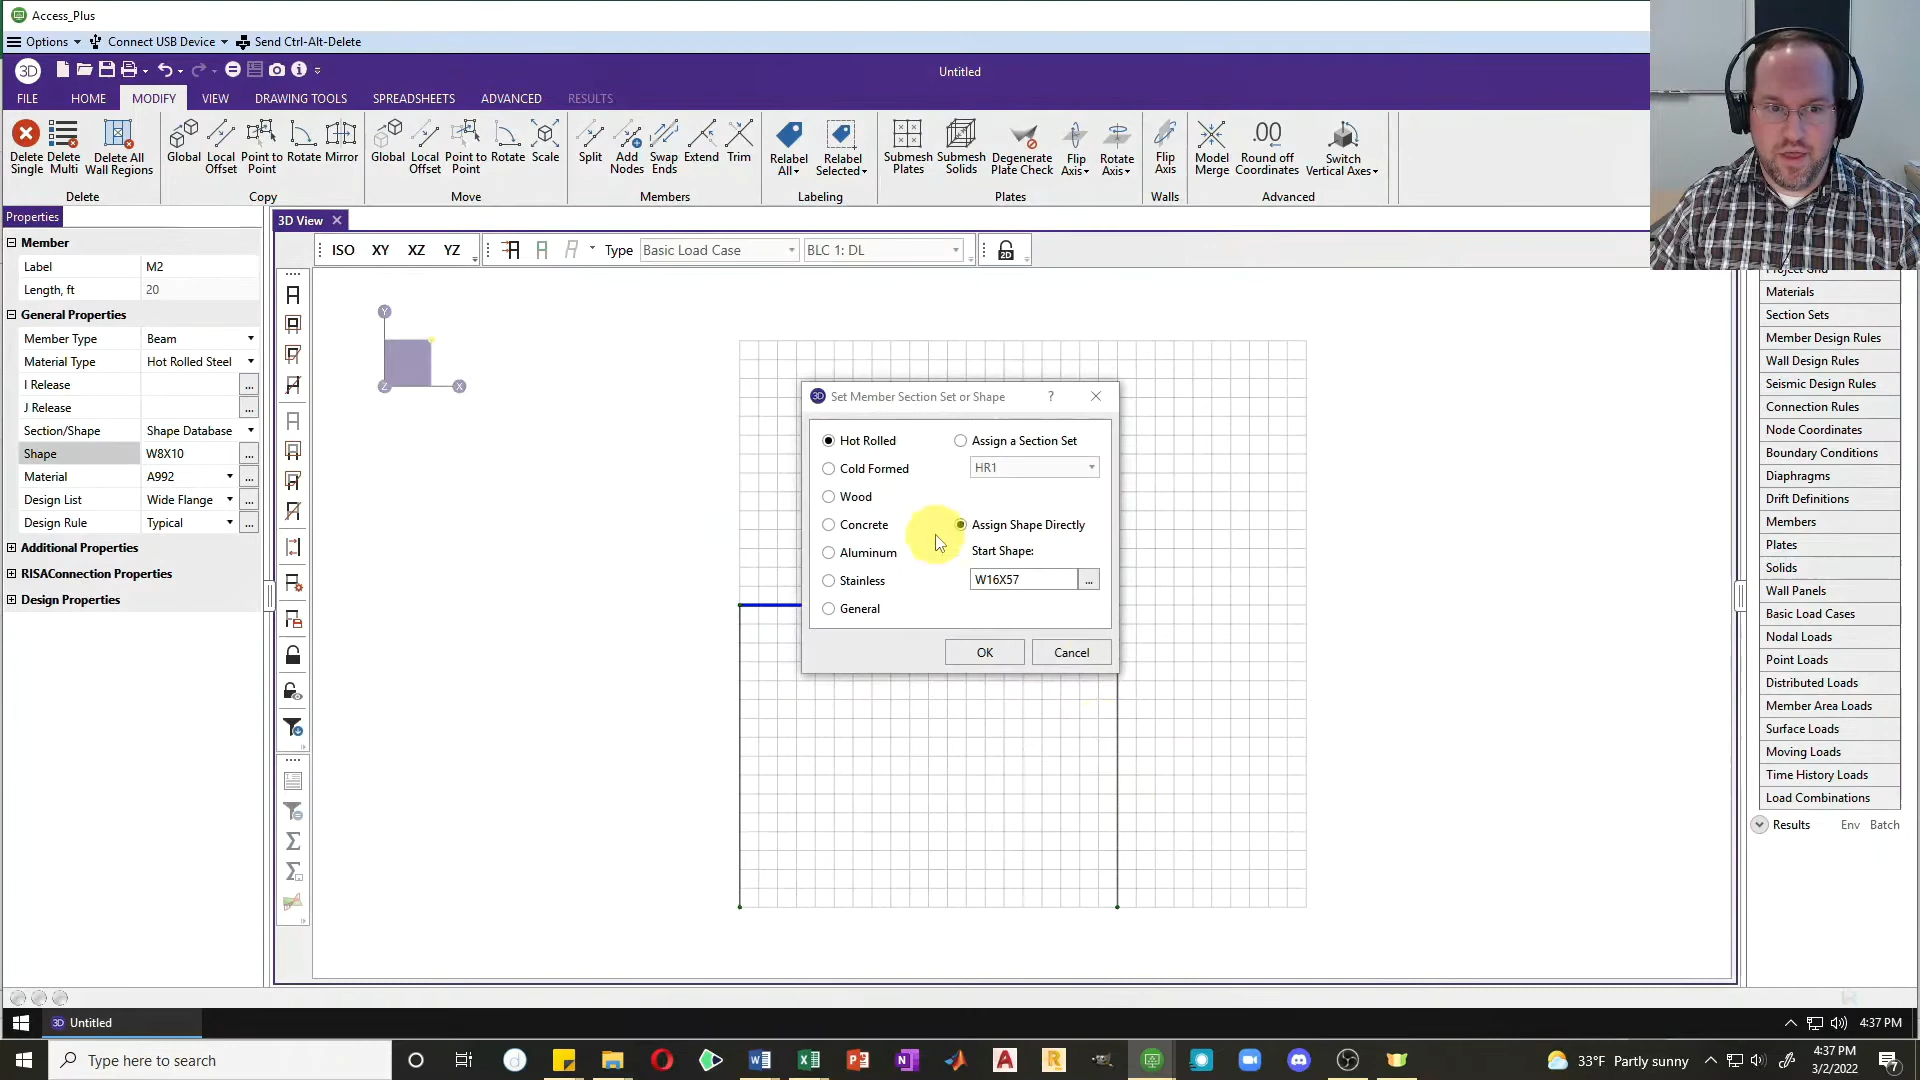 Access_Plus
Options Connect USB Device Send Ctrl-Alt-Delete
3D Untitled
FILE HOME MODIFY VIEW DRAWING TOOLS SPREADSHEETS ADVANCED RESULTS
Delete Single
Delete Multi
Delete All Wall Regions
Delete
Global
Local Offset
Point to Point
Rotate
Mirror
Copy
Global
Local Offset
Point to Point
Rotate
Scale
Move
Split
Add Nodes
Swap Ends
Extend
Trim
Members
Relabel All
Relabel Selected
Labeling
Submesh Plates
Submesh Solids
Degenerate Plate Check
Flip Axis
Rotate Axis
Plates
Flip Axis
Walls
Model Merge
.00
Round off Coordinates
Switch Vertical Axes
Advanced
Properties
Member
Label M2
Length, ft 20
General Properties
Member Type Beam
Material Type Hot Rolled Steel
I Release ...
J Release ...
Section/Shape Shape Database
Shape W8X10 ...
Material A992 ...
Design List Wide Flange ...
Design Rule Typical ...
Additional Properties
RISAConnection Properties
Design Properties
3D View
ISO XY XZ YZ Type Basic Load Case BLC 1: DL 2D
Y
Z X
3D Set Member Section Set or Shape ?
Hot Rolled
Cold Formed
Wood
Concrete
Aluminum
Stainless
General
Assign a Section Set
HR1
Assign Shape Directly
Start Shape:
W16X57 ...
OK Cancel
Materials
Section Sets
Member Design Rules
Wall Design Rules
Seismic Design Rules
Connection Rules
Node Coordinates
Boundary Conditions
Diaphragms
Drift Definitions
Members
Plates
Solids
Wall Panels
Basic Load Cases
Nodal Loads
Point Loads
Distributed Loads
Member Area Loads
Surface Loads
Moving Loads
Time History Loads
Load Combinations
Results Env Batch
3D Untitled 4:37 PM
Type here to search
33°F Partly sunny
4:37 PM
3/2/2022
7